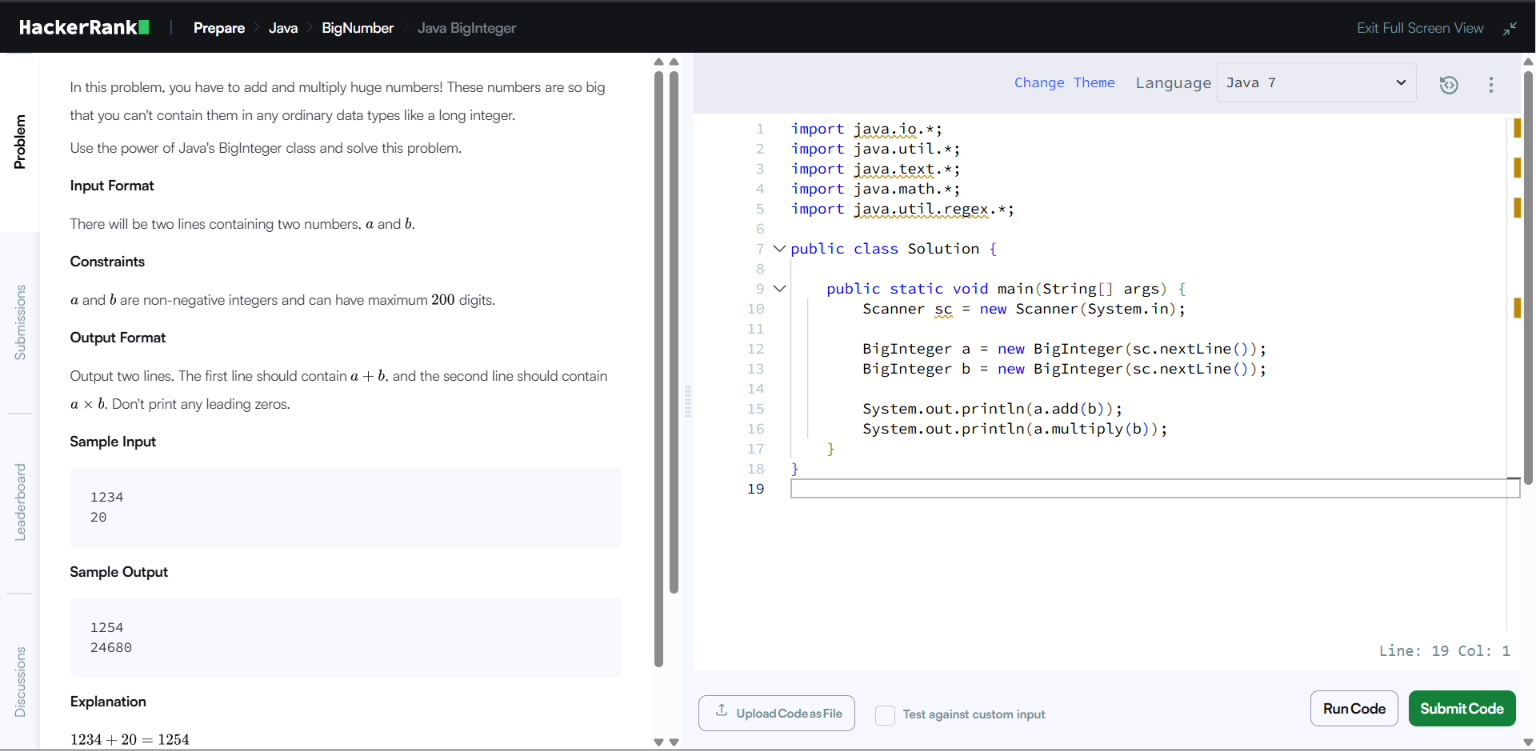 HackerRank | Prepare > Java > BigNumber > Java BigInteger
Exit Full Screen View
Problem
Submissions
Leaderboard
Discussions
In this problem, you have to add and multiply huge numbers! These numbers are so big
that you can't contain them in any ordinary data types like a long integer.
Use the power of Java's BigInteger class and solve this problem.
Input Format
There will be two lines containing two numbers, a and b.
Constraints
a and b are non-negative integers and can have maximum 200 digits.
Output Format
Output two lines. The first line should contain a + b, and the second line should contain
a × b. Don't print any leading zeros.
Sample Input
1234
20
Sample Output
1254
24680
Explanation
1234 + 20 = 1254
Change Theme Language Java 7
1 import java.io.*;
2 import java.util.*;
3 import java.text.*;
4 import java.math.*;
5 import java.util.regex.*;
6
7 public class Solution {
8
9 public static void main(String[] args) {
10 Scanner sc = new Scanner(System.in);
11
12 BigInteger a = new BigInteger(sc.nextLine());
13 BigInteger b = new BigInteger(sc.nextLine());
14
15 System.out.println(a.add(b));
16 System.out.println(a.multiply(b));
17 }
18 }
19
Line: 19 Col: 1
Upload Code as File
Test against custom input
Run Code
Submit Code